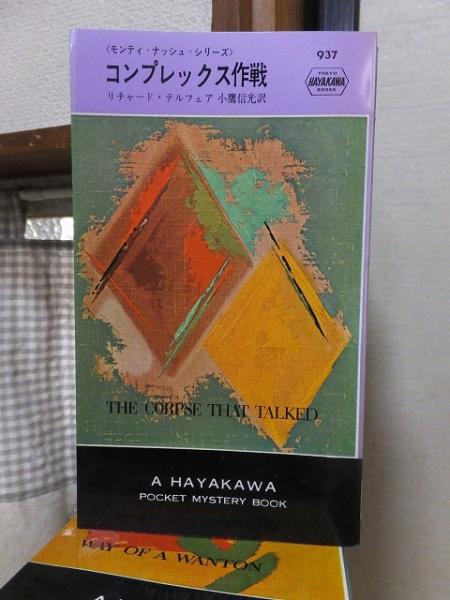 〈モンティ・ナッシュ・シリーズ〉
937
コンプレックス作戦
TOKYO
HAYAKAWA
BOOKS
リチャード・テルフェア 小鷹信光訳
THE CORPSE THAT TALKED
A HAYAKAWA
POCKET MYSTERY BOOK
WAY OF A WANTON